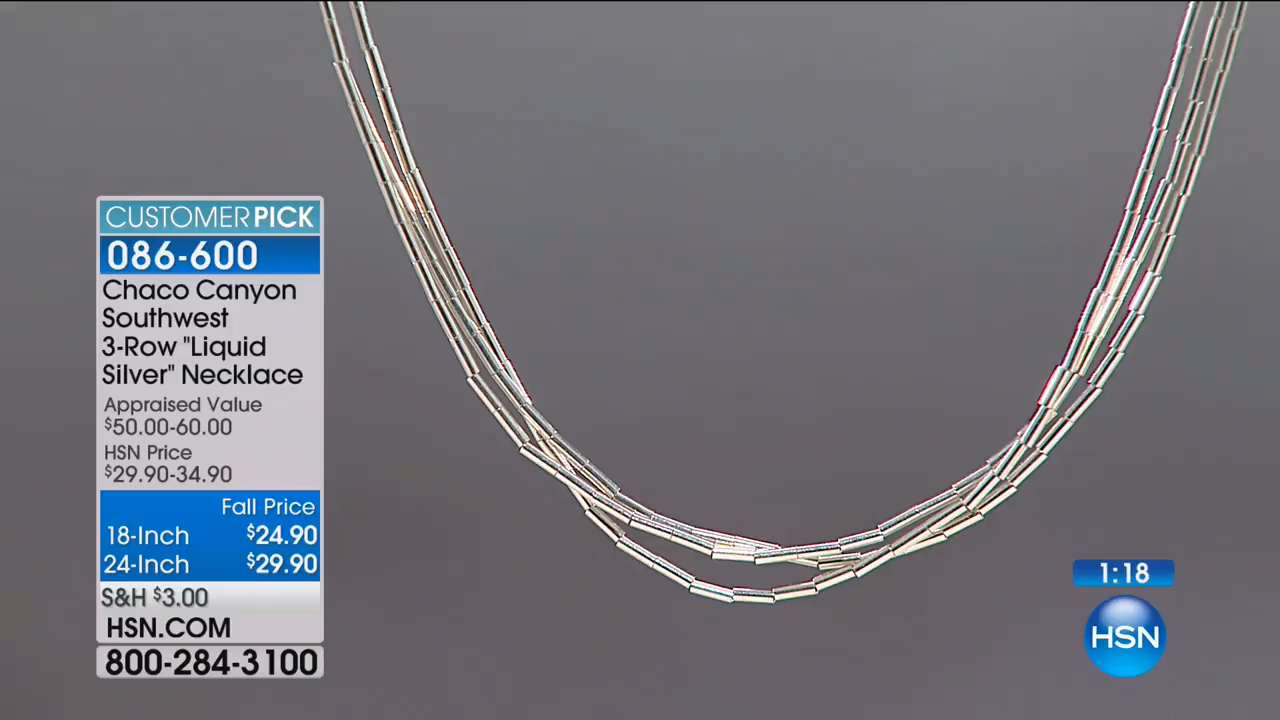 CUSTOMERPICK
086-600
Chaco Canyon
Southwest
3-Row "Liquid
Silver" Necklace
Appraised Value
$50.00-60.00
HSN Price
$29.90-34.90
Fall Price
18-Inch $24.90
24-Inch $29.90
S&H $3.00
HSN.COM
800-284-3100
1:18
HSN